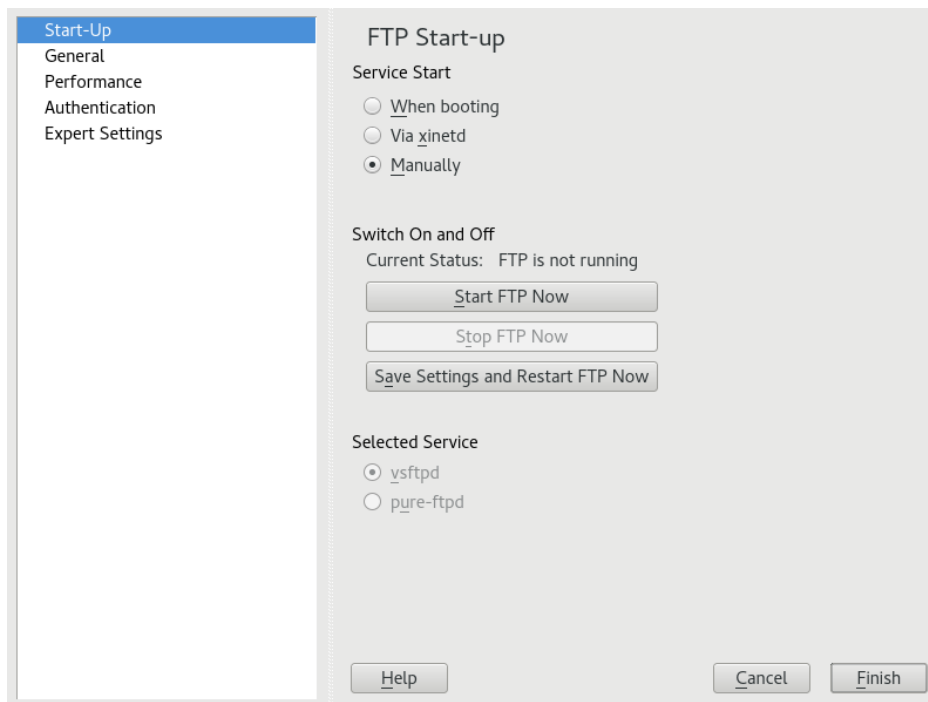 Start-Up
General
Performance
Authentication
Expert Settings
FTP Start-up
Service Start
When booting
Via xinetd
Manually
Switch On and Off
Current Status: FTP is not running
Start FTP Now
Stop FTP Now
Save Settings and Restart FTP Now
Selected Service
vsftpd
pure-ftpd
Help
Cancel
Finish